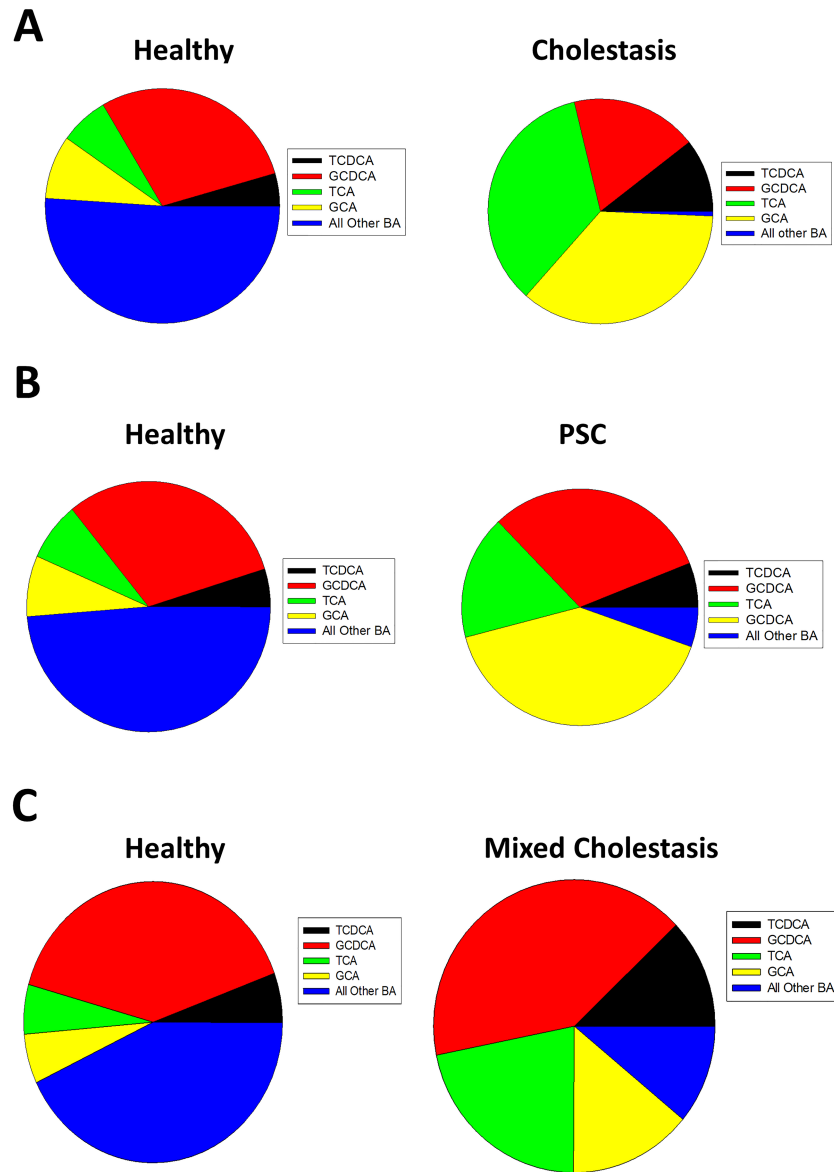 A
Healthy
Cholestasis
TCDCA
GCDCA
TCA
GCA
All Other BA
TCDCA
GCDCA
TCA
GCA
All other BA
B
Healthy
PSC
TCDCA
GCDCA
TCA
GCA
All Other BA
TCDCA
GCDCA
TCA
GCDCA
All Other BA
C
Healthy
Mixed Cholestasis
TCDCA
GCDCA
TCA
GCA
All Other BA
TCDCA
GCDCA
TCA
GCA
All Other BA